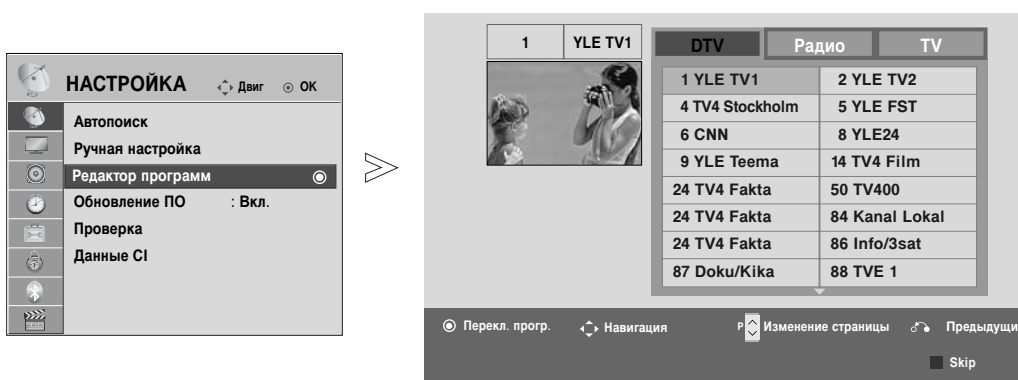 НАСТРОЙКА Двиг OK
Автопоиск
Ручная настройка
Редактор программ
Обновление ПО : Вкл.
Проверка
Данные CI
1 YLE TV1
DTV Радио TV
1 YLE TV1 2 YLE TV2
4 TV4 Stockholm 5 YLE FST
6 CNN 8 YLE24
9 YLE Teema 14 TV4 Film
24 TV4 Fakta 50 TV400
24 TV4 Fakta 84 Kanal Lokal
24 TV4 Fakta 86 Info/3sat
87 Doku/Kika 88 TVE 1
Перекл. прогр. Навигация P Изменение страницы Предыдущи
Skip